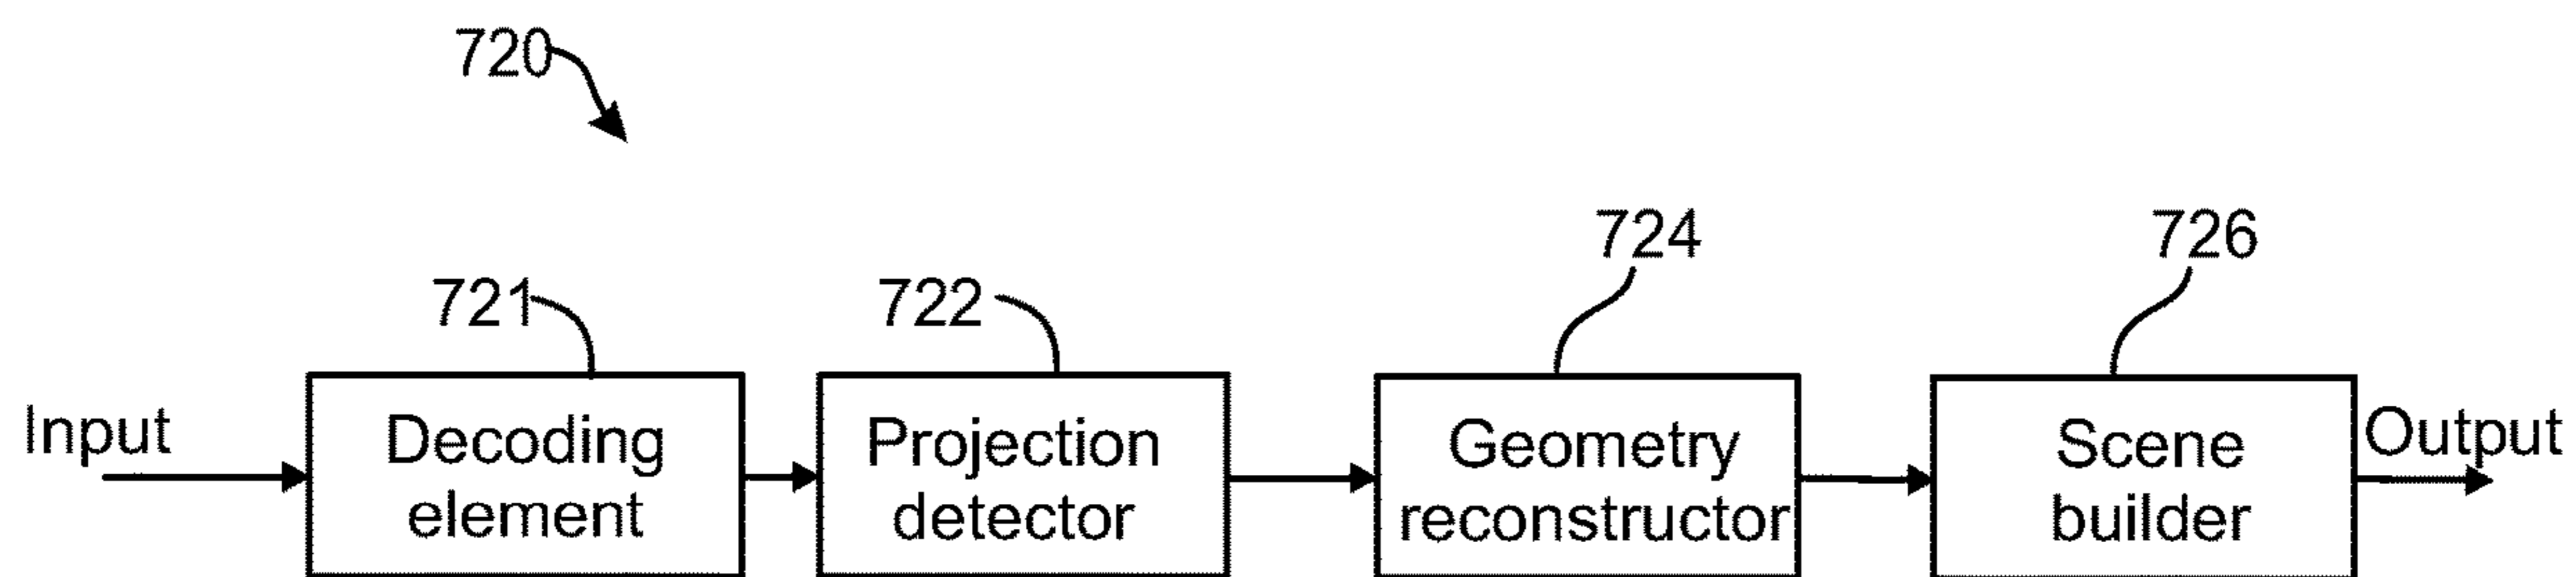 720
724
726
721
722
Input
Decoding
element
Projection
detector
Geometry
reconstructor
Scene
builder
Output